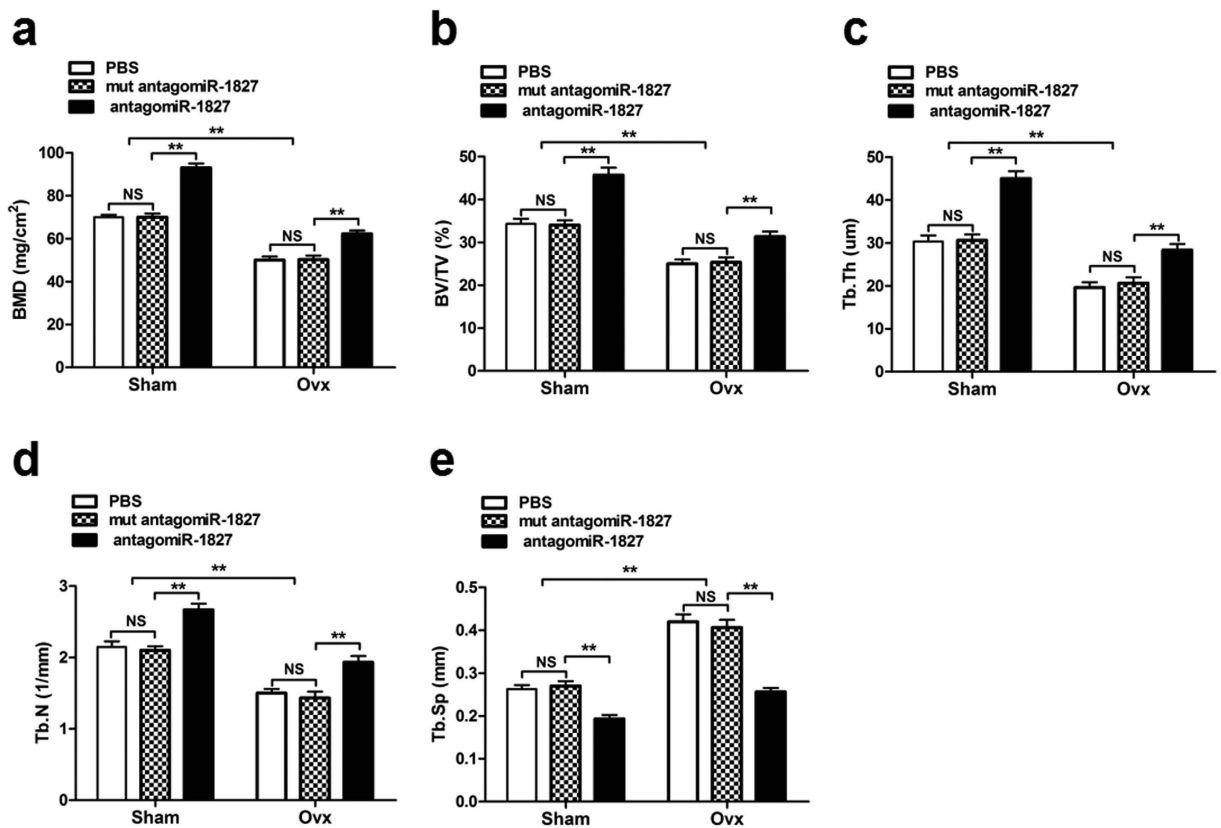 a
PBS
mut antagomiR-1827
antagomiR-1827
**
**
NS
**
NS
100
80
60
40
20
0
BMD (mg/cm²)
Sham Ovx
b
PBS
mut antagomiR-1827
antagomiR-1827
**
**
NS
**
NS
50
40
30
20
10
0
BV/TV (%)
Sham Ovx
c
PBS
mut antagomiR-1827
antagomiR-1827
**
**
NS
**
NS
50
40
30
20
10
0
Tb.Th (um)
Sham Ovx
d
PBS
mut antagomiR-1827
antagomiR-1827
**
**
NS
**
NS
3
2
1
0
Tb.N (1/mm)
Sham Ovx
e
PBS
mut antagomiR-1827
antagomiR-1827
**
NS
**
NS
**
0.5
0.4
0.3
0.2
0.1
0.0
Tb.Sp (mm)
Sham Ovx